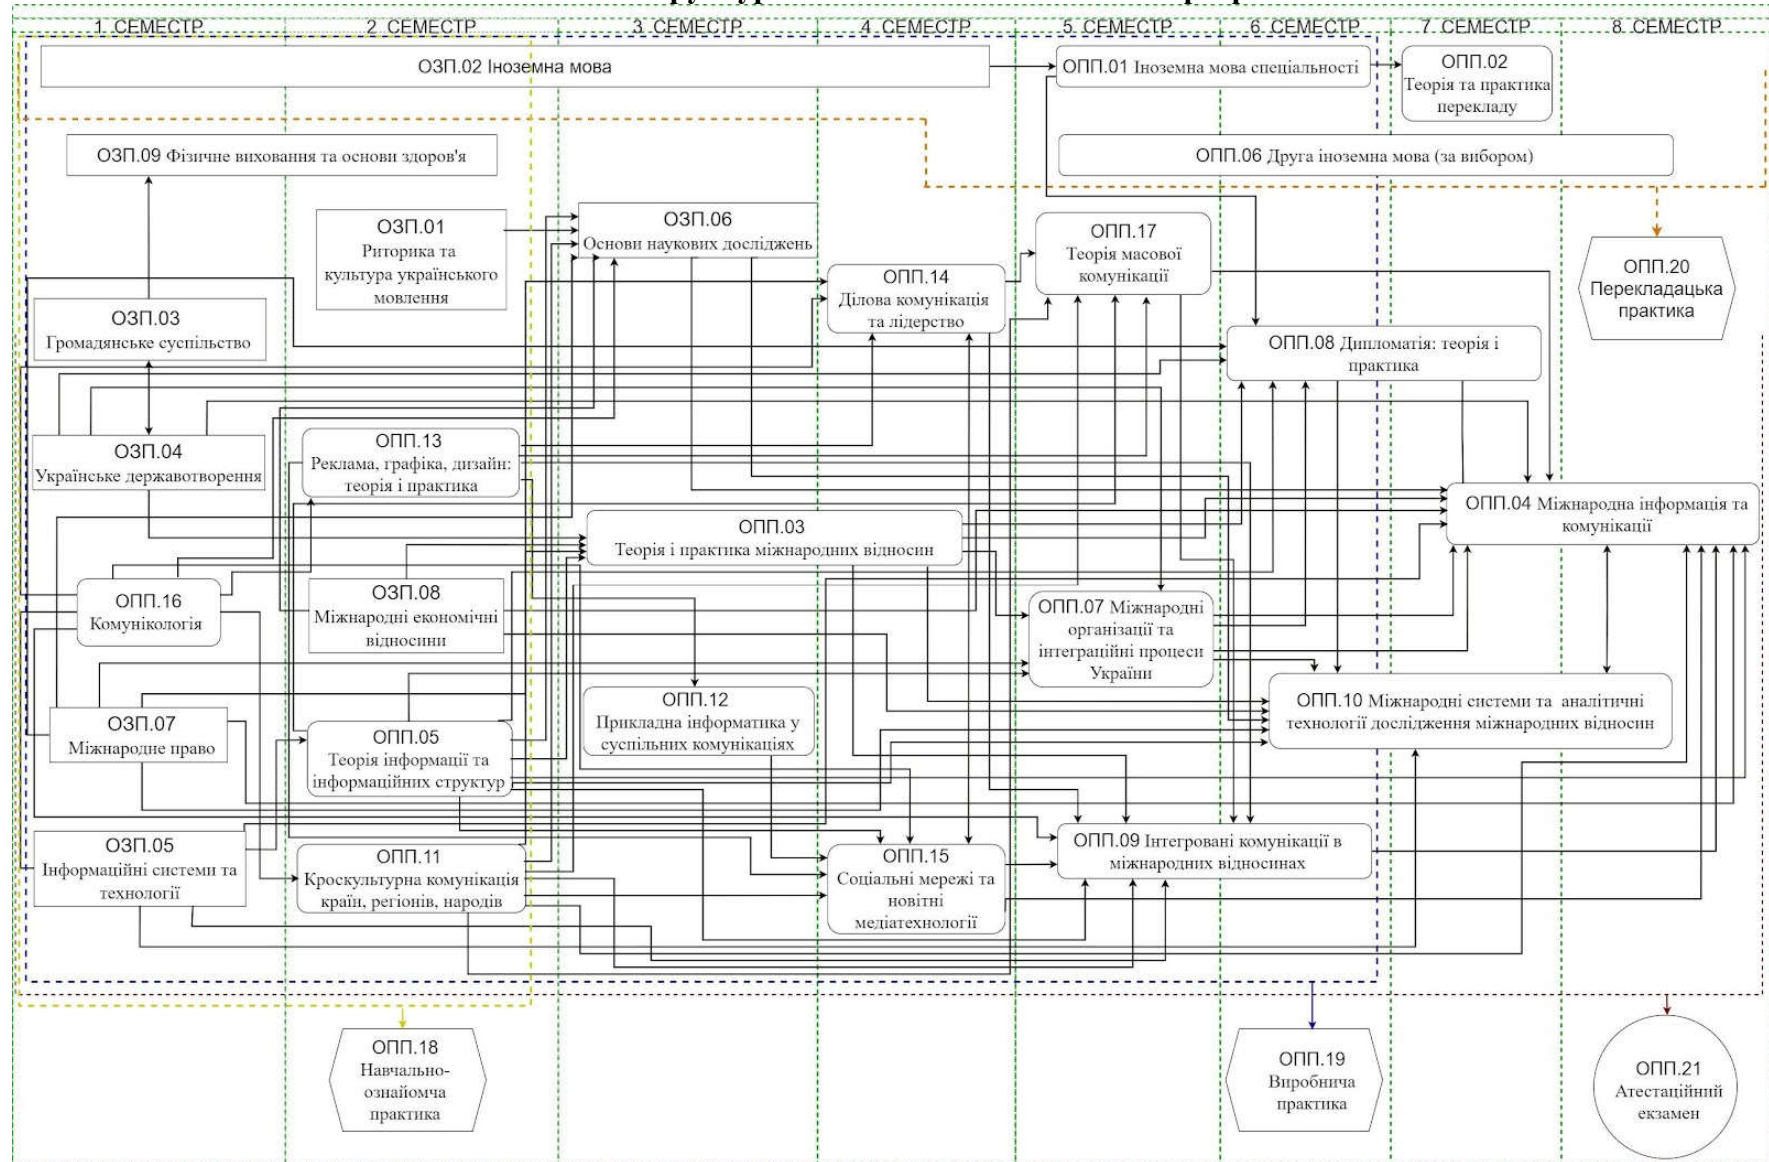 1 СЕМЕСТР
2 СЕМЕСТР
3 СЕМЕСТР
4 СЕМЕСТР
5 СЕМЕСТР
6 СЕМЕСТР
7 СЕМЕСТР
8 СЕМЕСТР
ОЗП.02 Іноземна мова
ОПП.01 Іноземна мова спеціальності
ОПП.02
Теорія та практика
перекладу
ОЗП.09 Фізичне виховання та основи здоров'я
ОПП.06 Друга іноземна мова (за вибором)
ОЗП.01
Риторика та
культура українського
мовлення
ОЗП.06
Основи наукових досліджень
ОПП.17
Теорія масової
комунікації
ОПП.14
Ділова комунікація
та лідерство
ОПП.20
Перекладацька
практика
ОЗП.03
Громадянське суспільство
ОПП.08 Дипломатія: теорія і
практика
ОЗП.04
Українське державотворення
ОПП.13
Реклама, графіка, дизайн:
теорія і практика
ОПП.04 Міжнародна інформація та
комунікації
ОПП.03
Теорія і практика міжнародних відносин
ОПП.16
Комунікологія
ОЗП.08
Міжнародні економічні
відносини
ОПП.07 Міжнародні
організації та
інтеграційні процеси
України
ОПП.12
Прикладна інформатика у
суспільних комунікаціях
ОПП.10 Міжнародні системи та аналітичні
технології дослідження міжнародних відносин
ОЗП.07
Міжнародне право
ОПП.05
Теорія інформації та
інформаційних структур
ОЗП.05
Інформаційні системи та
технології
ОПП.11
Кроскультурна комунікація
країн, регіонів, народів
ОПП.15
Соціальні мережі та
новітні
медіатехнології
ОПП.09 Інтегровані комунікації в
міжнародних відносинах
ОПП.18
Навчально-
ознайомча
практика
ОПП.19
Виробнича
практика
ОПП.21
Атестаційний
екзамен